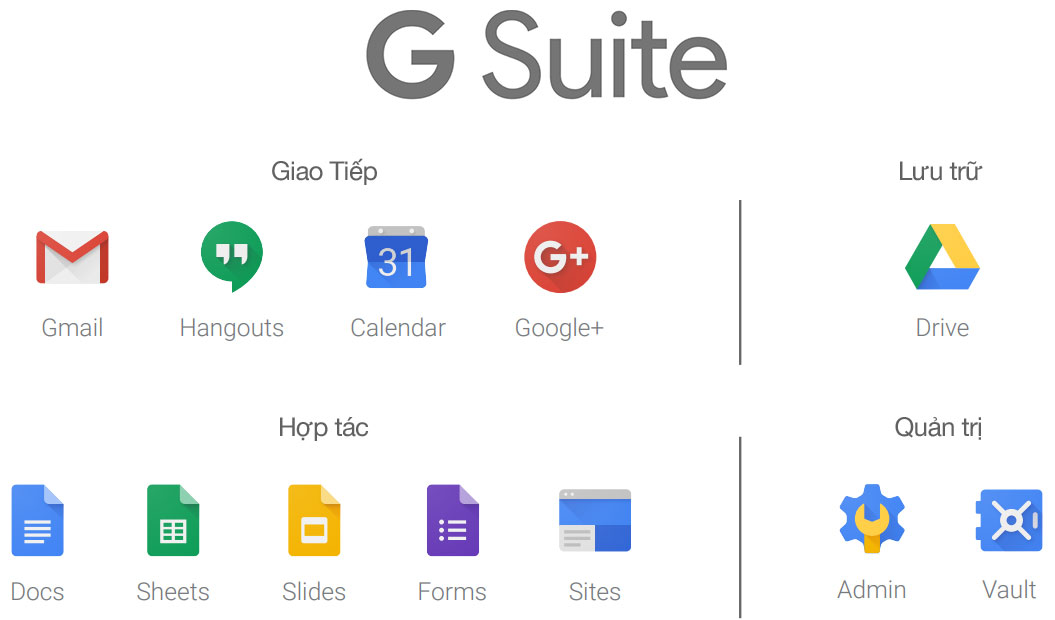 G Suite
Giao Tiếp
Gmail
Hangouts
31
Calendar
G+
Google+
Lưu trữ
Drive
Hợp tác
Docs
Sheets
Slides
Forms
Sites
Quản trị
Admin
Vault